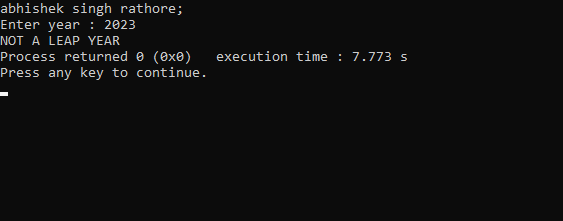 abhishek singh rathore;
Enter year : 2023
NOT A LEAP YEAR
Process returned 0 (0x0)   execution time : 7.773 s
Press any key to continue.